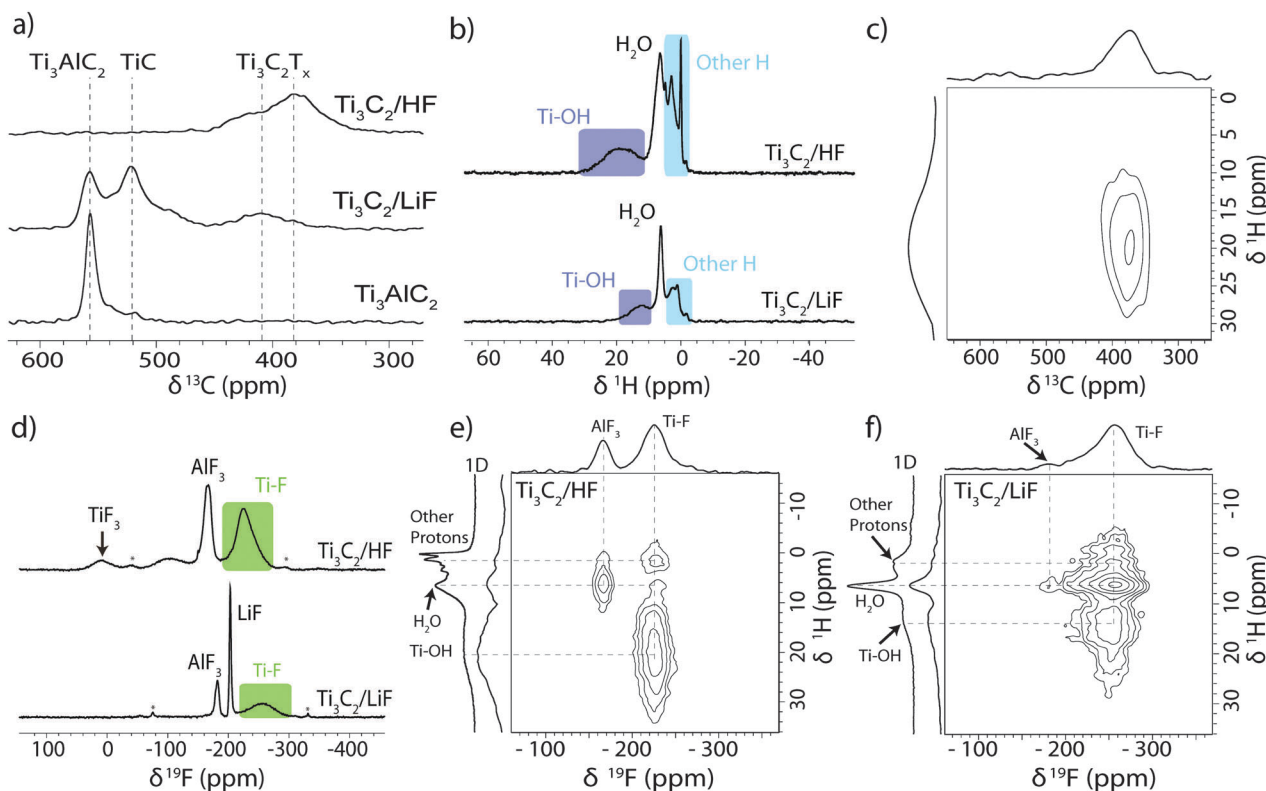 a)
Ti3AlC2 TiC Ti3C2Tx
Ti3C2/HF
Ti3C2/LiF
Ti3AlC2
600 500 400 300
δ 13C (ppm)
b)
H2O
Other H
Ti-OH
Ti3C2/HF
H2O
Other H
Ti-OH
Ti3C2/LiF
60 40 20 0 -20 -40
δ 1H (ppm)
c)
0
5
10
15
20
25
30
δ 1H (ppm)
600 500 400 300
δ 13C (ppm)
d)
AlF3
Ti-F
TiF3
* *
Ti3C2/HF
LiF
AlF3
Ti-F
* *
Ti3C2/LiF
100 0 -100 -200 -300 -400
δ 19F (ppm)
e)
AlF3
Ti-F
1D
Ti3C2/HF
Other
Protons
H2O
Ti-OH
-10
0
10
20
30
δ 1H (ppm)
- 100 - 200 - 300
δ 19F (ppm)
f)
AlF3
Ti-F
1D
Ti3C2/LiF
Other
Protons
H2O
Ti-OH
-10
0
10
20
30
δ 1H (ppm)
- 100 - 200 - 300
δ 19F (ppm)